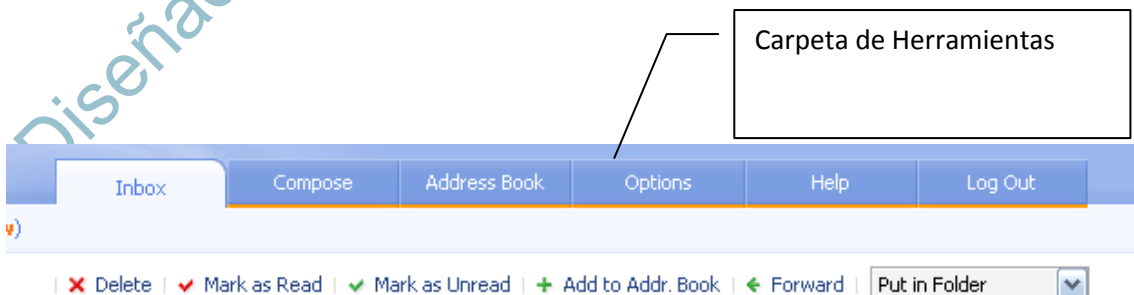 Diseña
Carpeta de Herramientas
Inbox Compose Address Book Options Help Log Out
)
Delete | Mark as Read | Mark as Unread | Add to Addr. Book | Forward | Put in Folder